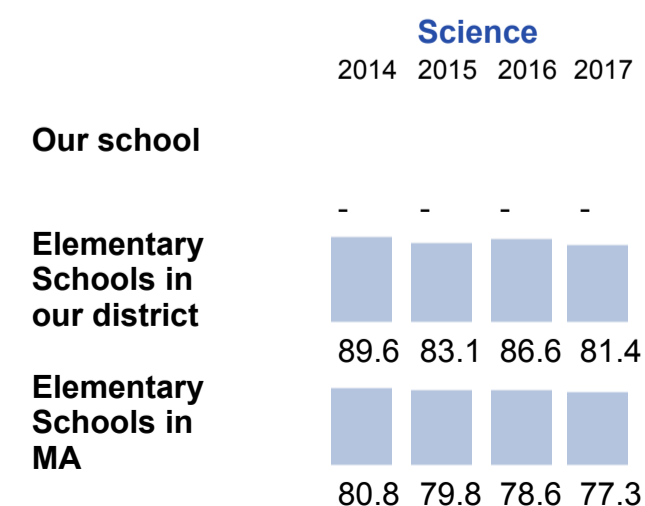 Science
2014 2015 2016 2017
Our school
- - - -
Elementary
Schools in
our district
89.6 83.1 86.6 81.4
Elementary
Schools in
MA
80.8 79.8 78.6 77.3